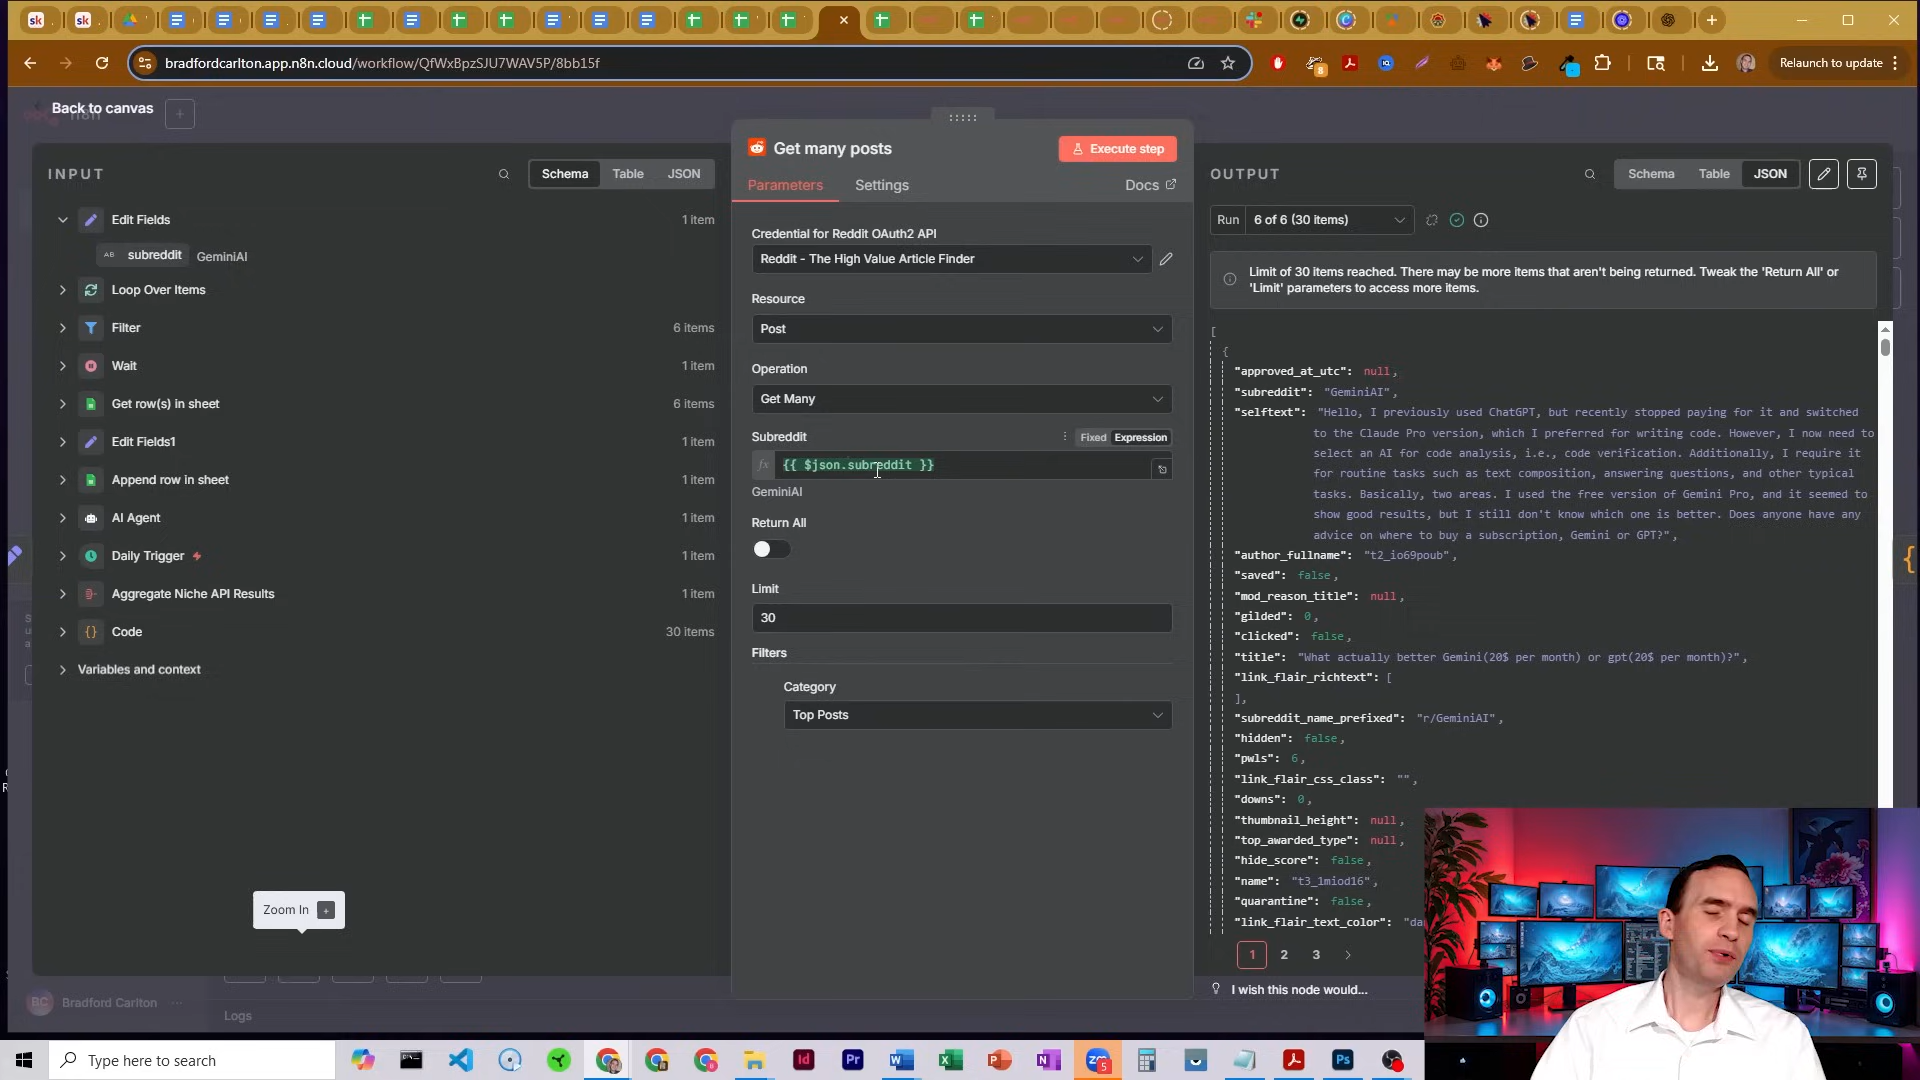 sk
sk
bradfordcarlton.app.n8n.cloud/workflow/QfWxBpzSJU7WAV5P/8bb15f
8
Relaunch to update
Back to canvas
n8n
INPUT
Schema
Table
JSON
Edit Fields
1 item
AB
subreddit
GeminiAI
Loop Over Items
Filter
6 items
Wait
1 item
Get row(s) in sheet
6 items
Edit Fields1
1 item
Append row in sheet
1 item
AI Agent
1 item
Daily Trigger
1 item
Aggregate Niche API Results
1 item
Code
30 items
Variables and context
Zoom In +
BC Bradford Carlton
Logs
Get many posts
Execute step
Parameters
Settings
Docs
Credential for Reddit OAuth2 API
Reddit - The High Value Article Finder
Resource
Post
Operation
Get Many
Subreddit
Fixed Expression
fx {{ $json.subreddit }}
GeminiAI
Return All
Limit
30
Filters
Category
Top Posts
OUTPUT
Schema
Table
JSON
Run
6 of 6 (30 items)
Limit of 30 items reached. There may be more items that aren't being returned. Tweak the 'Return All' or
'Limit' parameters to access more items.
[
{
"approved_at_utc": null,
"subreddit": "GeminiAI",
"selftext": "Hello, I previously used ChatGPT, but recently stopped paying for it and switched
to the Claude Pro version, which I preferred for writing code. However, I now need to
select an AI for code analysis, i.e., code verification. Additionally, I require it
for routine tasks such as text composition, answering questions, and other typical
tasks. Basically, two areas. I used the free version of Gemini Pro, and it seemed to
show good results, but I still don't know which one is better. Does anyone have any
advice on where to buy a subscription, Gemini or GPT?",
"author_fullname": "t2_io69poub",
"saved": false,
"mod_reason_title": null,
"gilded": 0,
"clicked": false,
"title": "What actually better Gemini(20$ per month) or gpt(20$ per month)?",
"link_flair_richtext": [
],
"subreddit_name_prefixed": "r/GeminiAI",
"hidden": false,
"pwls": 6,
"link_flair_css_class": "",
"downs": 0,
"thumbnail_height": null,
"top_awarded_type": null,
"hide_score": false,
"name": "t3_1miod16",
"quarantine": false,
"link_flair_text_color": "da
1
2
3
I wish this node would...
Type here to search
Id
Pr
5
Ps